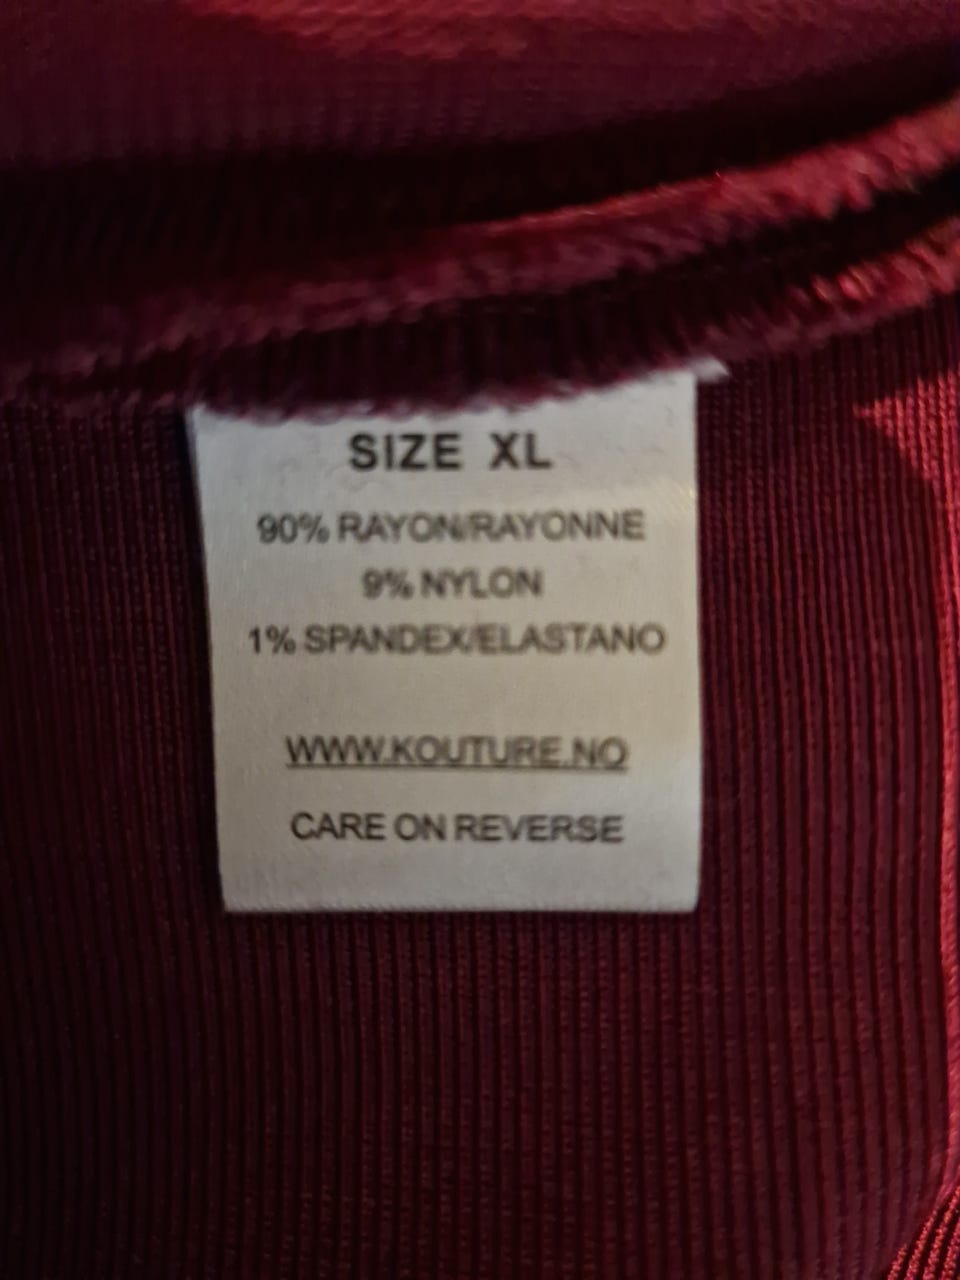 SIZE XL
90% RAYON/RAYONNE
9% NYLON
1% SPANDEX/ELASTANO
WWW.KOUTURE.NO
CARE ON REVERSE